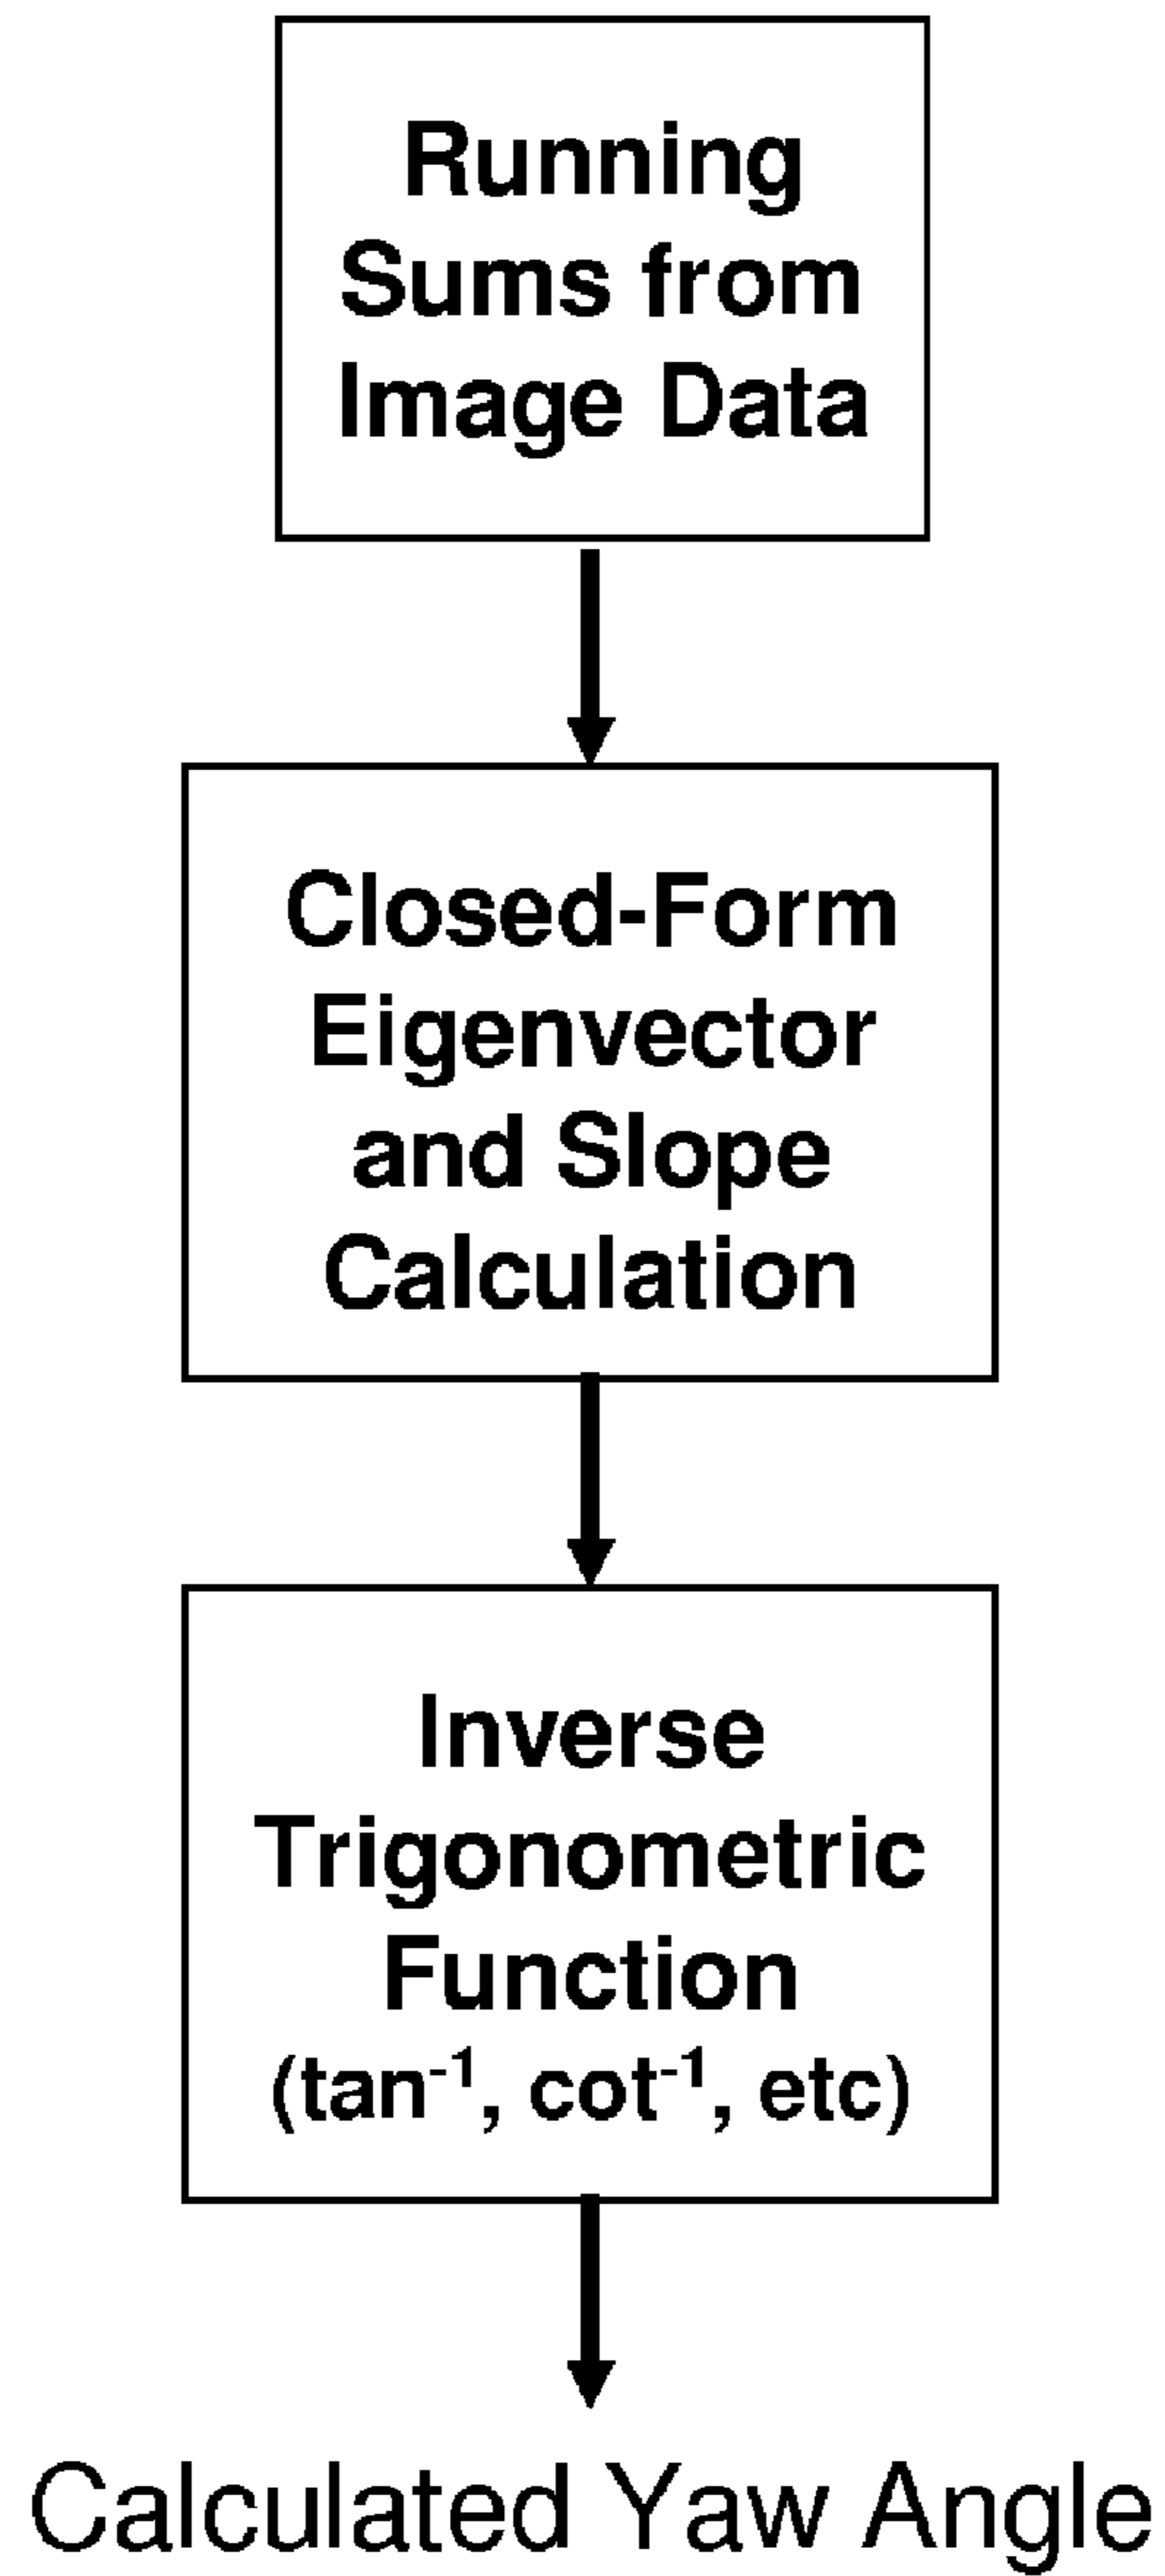 Running
Sums from
Image Data
Closed-Form
Eigenvector
and Slope
Calculation
Inverse
Trigonometric
Function
(tan⁻¹, cot⁻¹, etc)
Calculated Yaw Angle